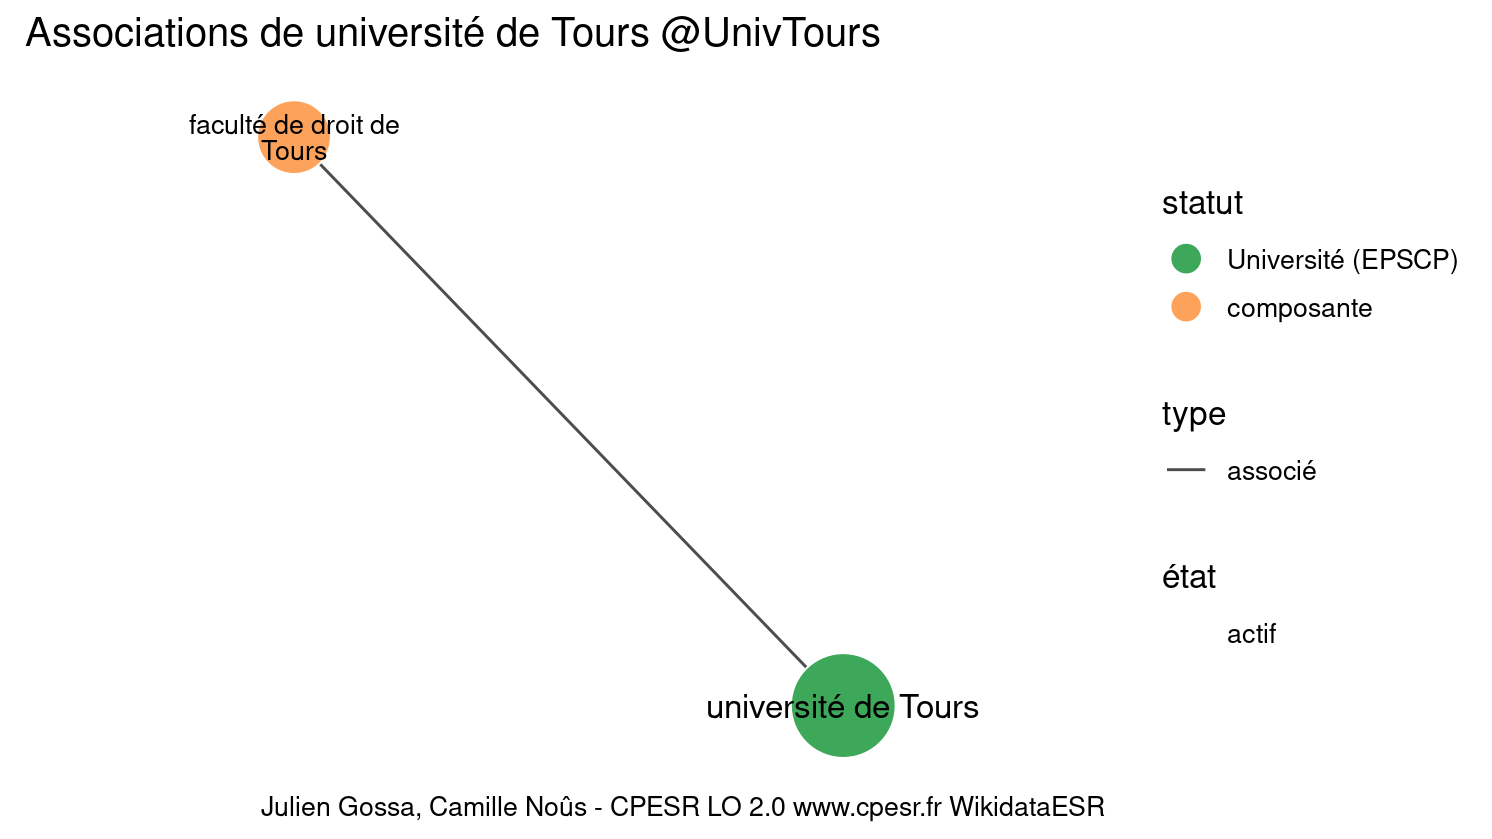 Associations de université de Tours @UnivTours
faculté de droit de
Tours
université de Tours
statut
Université (EPSCP)
composante
type
associé
état
actif
Julien Gossa, Camille Noûs - CPESR LO 2.0 www.cpesr.fr WikidataESR